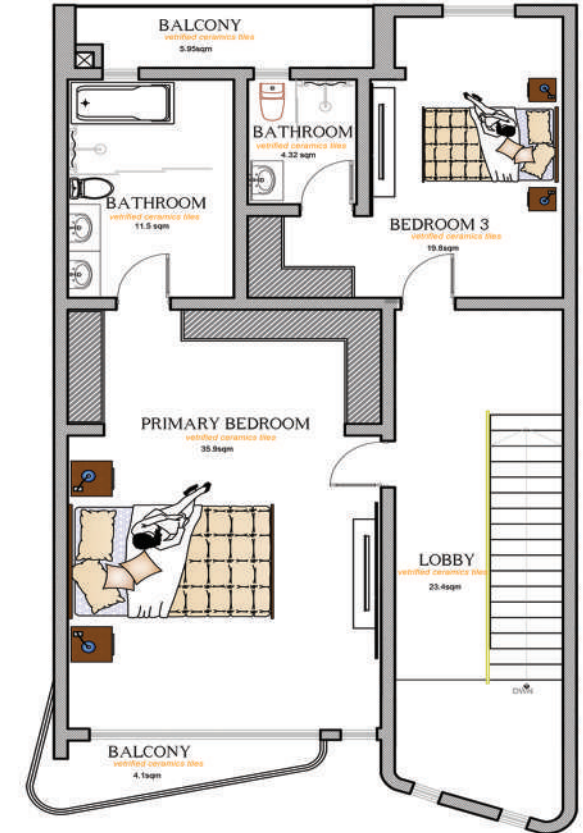 BALCONY
vetrified ceramics tiles
5.95sqm
BATHROOM
vetrified ceramics tiles
4.32 sqm
BATHROOM
vetrified ceramics tiles
11.5 sqm
BEDROOM 3
vetrified ceramics tiles
19.8sqm
PRIMARY BEDROOM
vetrified ceramics tiles
35.9sqm
LOBBY
vetrified ceramics tiles
23.4sqm
DWN
BALCONY
vetrified ceramics tiles
4.1sqm